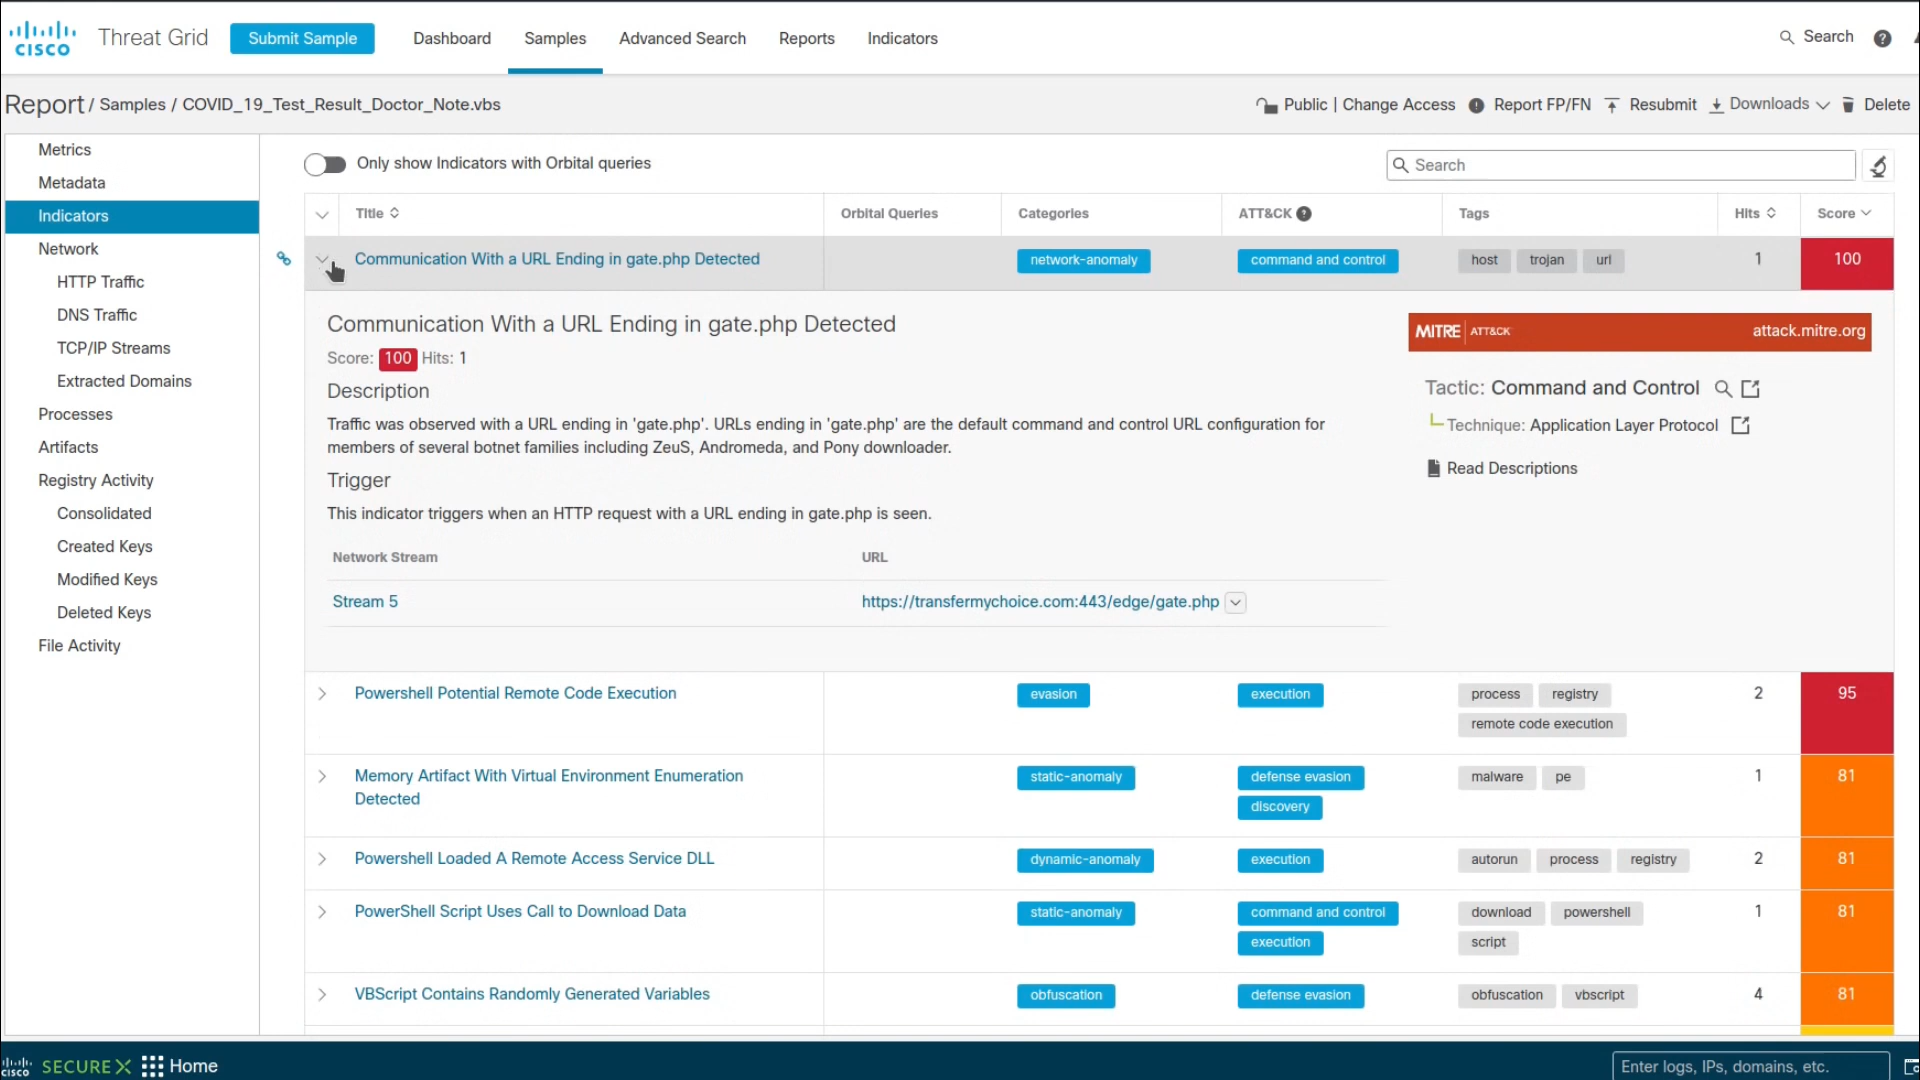 CISCO Threat Grid Submit Sample Dashboard Samples Advanced Search Reports Indicators Search ?
Report / Samples / COVID_19_Test_Result_Doctor_Note.vbs Public | Change Access Report FP/FN Resubmit Downloads Delete
Metrics
Metadata
Indicators
Network
HTTP Traffic
DNS Traffic
TCP/IP Streams
Extracted Domains
Processes
Artifacts
Registry Activity
Consolidated
Created Keys
Modified Keys
Deleted Keys
File Activity
Only show Indicators with Orbital queries Search
Title Orbital Queries Categories ATT&CK ? Tags Hits Score
Communication With a URL Ending in gate.php Detected network-anomaly command and control host trojan url 1 100
Communication With a URL Ending in gate.php Detected
Score: 100 Hits: 1
Description
Traffic was observed with a URL ending in 'gate.php'. URLs ending in 'gate.php' are the default command and control URL configuration for
members of several botnet families including ZeuS, Andromeda, and Pony downloader.
Trigger
This indicator triggers when an HTTP request with a URL ending in gate.php is seen.
Network Stream URL
Stream 5 https://transfermychoice.com:443/edge/gate.php
MITRE | ATT&CK attack.mitre.org
Tactic: Command and Control
Technique: Application Layer Protocol
Read Descriptions
Powershell Potential Remote Code Execution evasion execution process registry 2 95
remote code execution
Memory Artifact With Virtual Environment Enumeration static-anomaly defense evasion malware pe 1 81
Detected discovery
Powershell Loaded A Remote Access Service DLL dynamic-anomaly execution autorun process registry 2 81
PowerShell Script Uses Call to Download Data static-anomaly command and control download powershell 1 81
execution script
VBScript Contains Randomly Generated Variables obfuscation defense evasion obfuscation vbscript 4 81
CISCO SECUREX Home Enter logs, IPs, domains, etc.